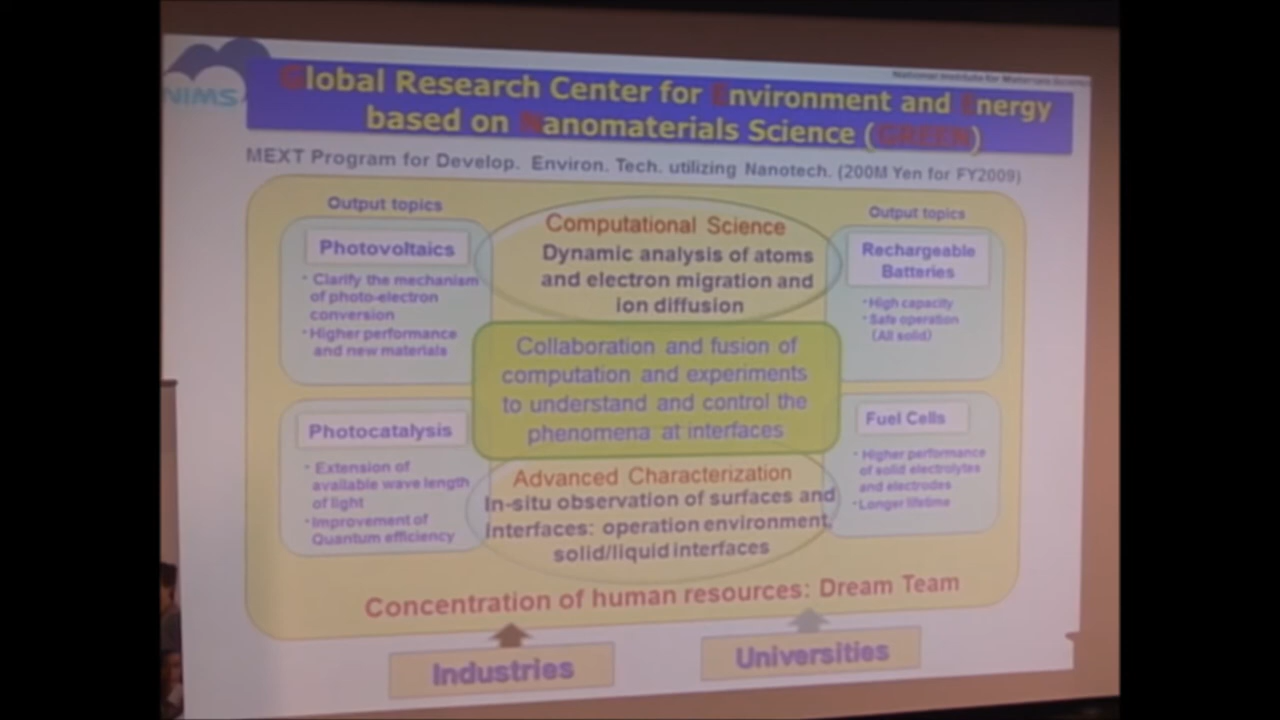 NIMS
National Institute for Materials Science
Global Research Center for Environment and Energy
based on Nanomaterials Science (GREEN)
MEXT Program for Develop. Environ. Tech. utilizing Nanotech. (200M Yen for FY2009)
Output topics
Photovoltaics
・Clarify the mechanism
of photo-electron
conversion
・Higher performance
and new materials
Computational Science
Dynamic analysis of atoms
and electron migration and
ion diffusion
Output topics
Rechargeable
Batteries
・High capacity
・Safe operation
(All solid)
Collaboration and fusion of
computation and experiments
to understand and control the
phenomena at interfaces
Photocatalysis
・Extension of
available wave length
of light
・Improvement of
Quantum efficiency
Advanced Characterization
In-situ observation of surfaces and
Interfaces: operation environment,
solid/liquid interfaces
Fuel Cells
・Higher performance
of solid electrolytes
and electrodes
・Longer lifetime
Concentration of human resources: Dream Team
Industries
Universities